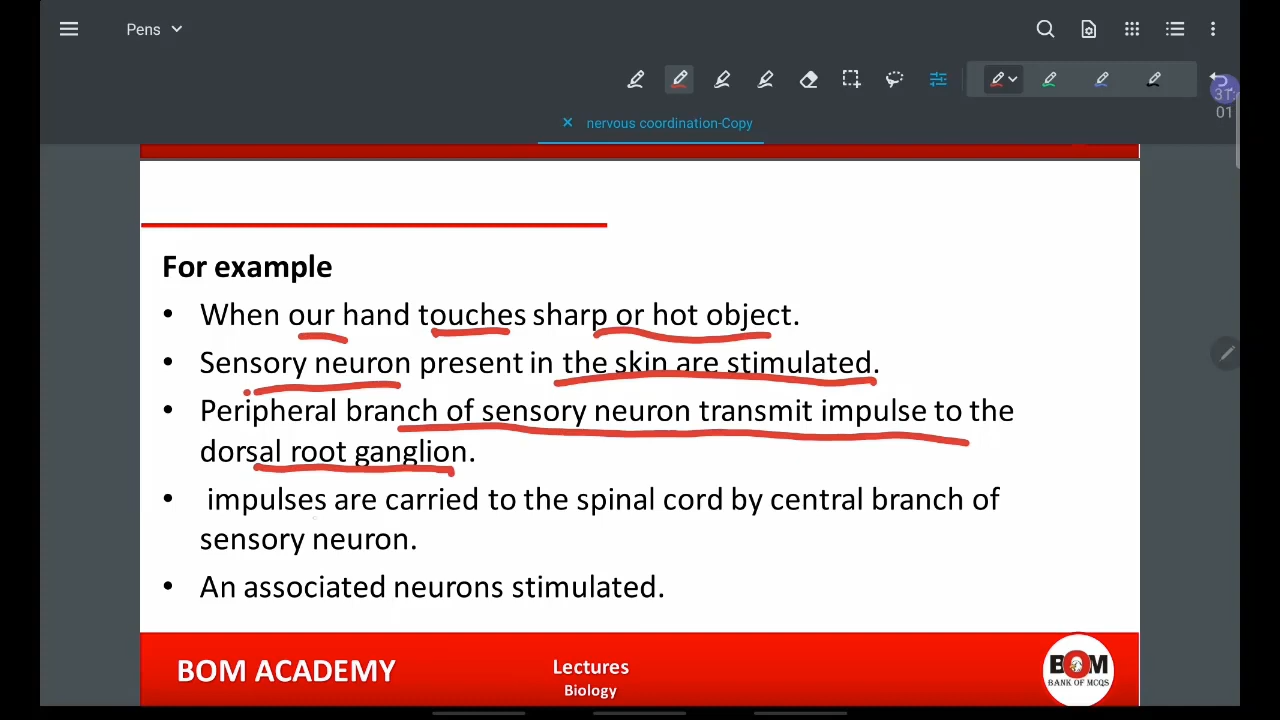 Pens
31:
01
nervous coordination-Copy
For example
• When our hand touches sharp or hot object.
• Sensory neuron present in the skin are stimulated.
• Peripheral branch of sensory neuron transmit impulse to the
dorsal root ganglion.
• impulses are carried to the spinal cord by central branch of
sensory neuron.
• An associated neurons stimulated.
BOM ACADEMY
Lectures
Biology
BOM
BANK OF MCQS